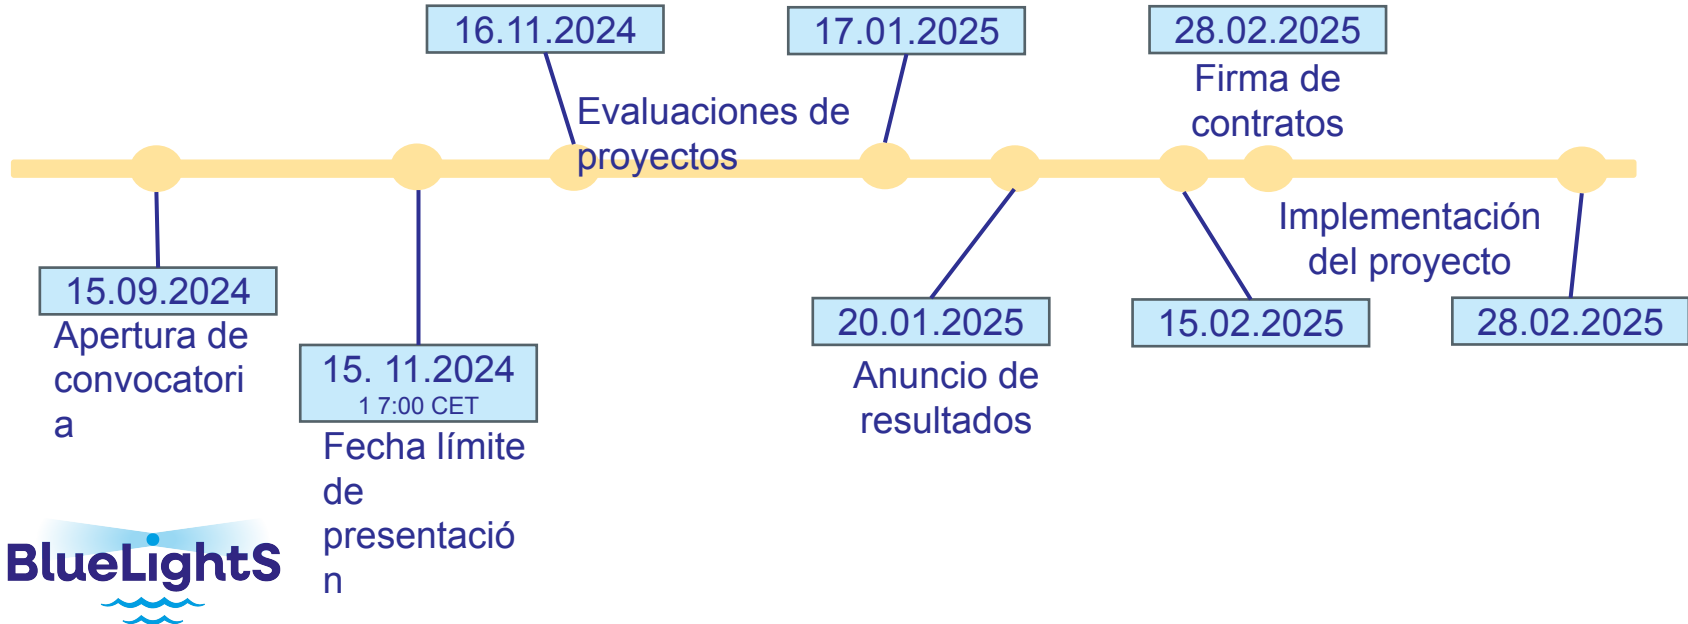 16.11.2024
17.01.2025
28.02.2025
Firma de
contratos
Evaluaciones de
proyectos
15.09.2024
Apertura de
convocatori
a
15. 11.2024
1 7:00 CET
Fecha límite
de
presentació
n
20.01.2025
Anuncio de
resultados
15.02.2025
Implementación
del proyecto
28.02.2025
BlueLightS